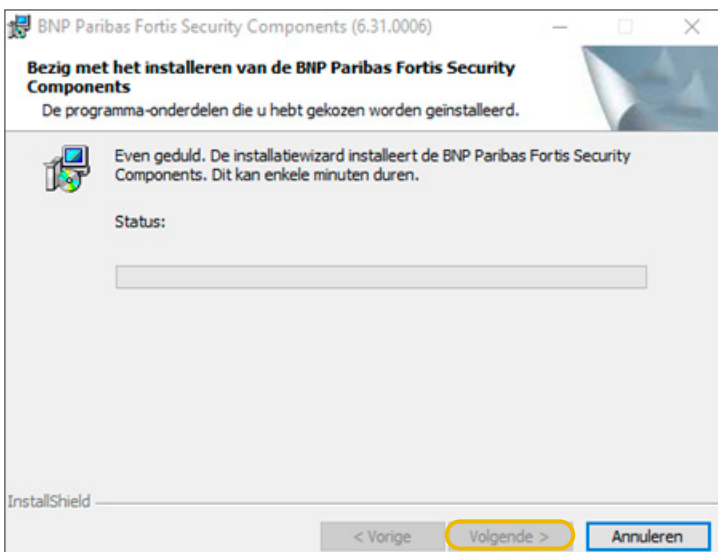 BNP Paribas Fortis Security Components (6.31.0006)
Bezig met het installeren van de BNP Paribas Fortis Security
Components
De programma-onderdelen die u hebt gekozen worden geïnstalleerd.
Even geduld. De installatiewizard installeert de BNP Paribas Fortis Security
Components. Dit kan enkele minuten duren.
Status:
InstallShield
< Vorige
Volgende >
Annuleren